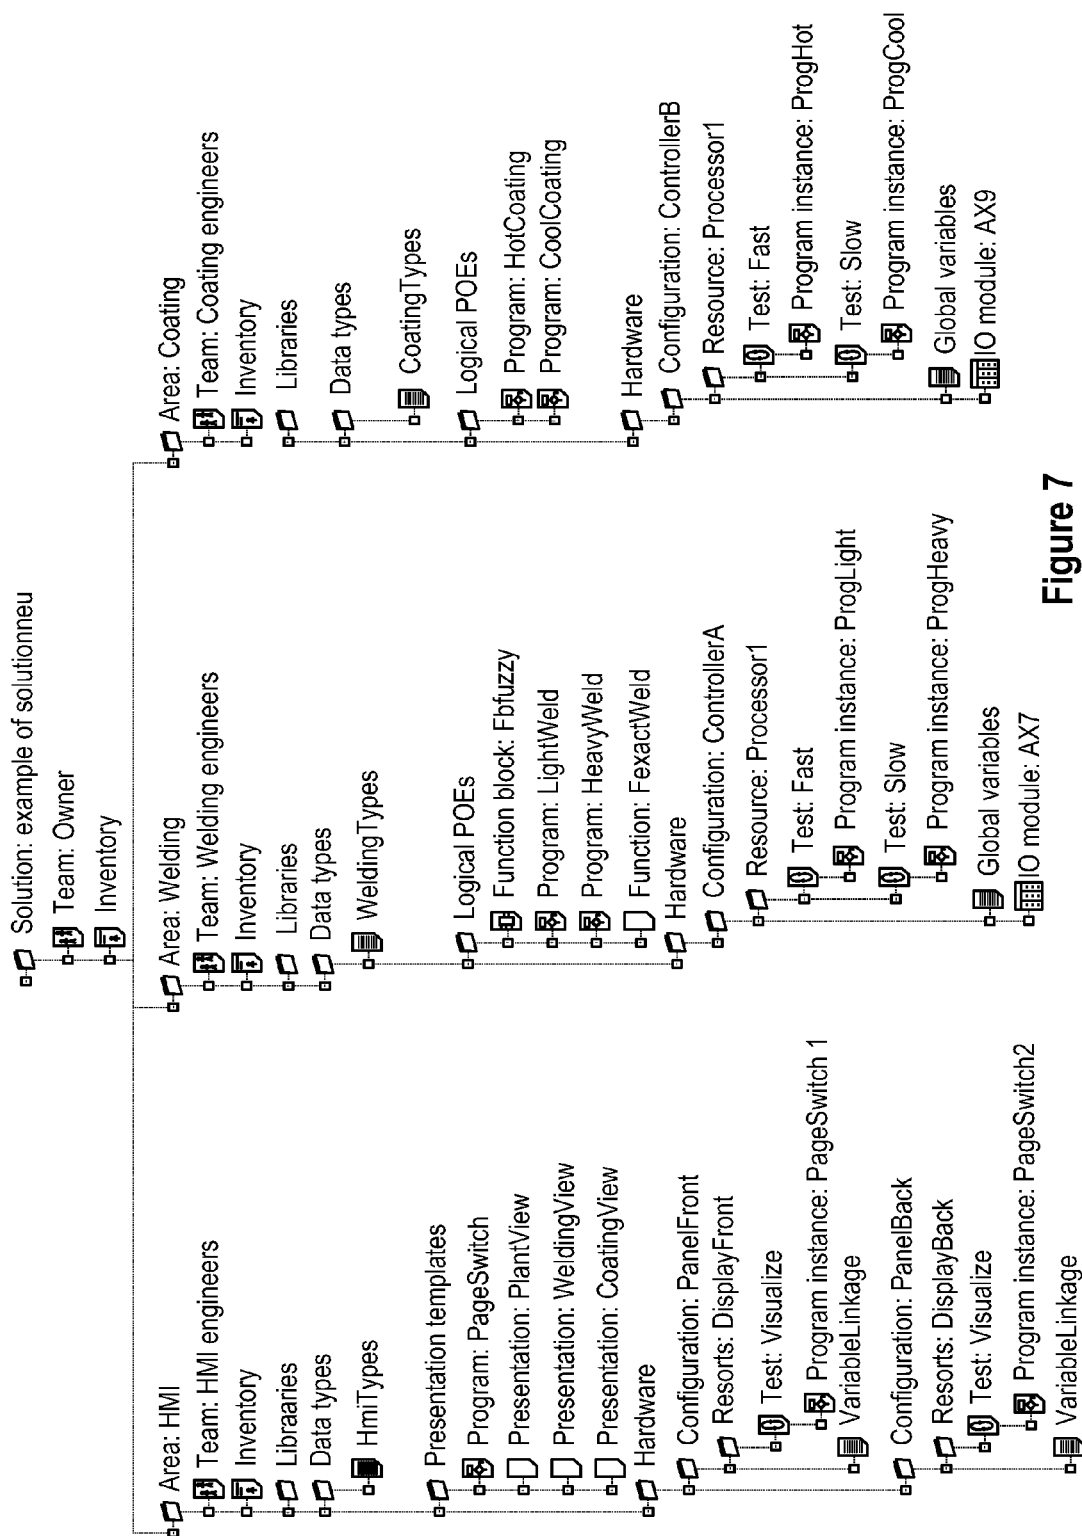 Solution: example of solutionneu
Team: Owner
Inventory
Area: HMI
Team: HMI engineers
Inventory
Libraaries
Data types
HmiTypes
Presentation templates
Program: PageSwitch
Presentation: PlantView
Presentation: WeldingView
Presentation: CoatingView
Hardware
Configuration: PanelFront
Resorts: DisplayFront
Test: Visualize
Program instance: PageSwitch 1
VariableLinkage
Configuration: PanelBack
Resorts: DisplayBack
Test: Visualize
Program instance: PageSwitch2
VariableLinkage
Area: Welding
Team: Welding engineers
Inventory
Libraries
Data types
WeldingTypes
Logical POEs
Function block: Fbfuzzy
Program: LightWeld
Program: HeavyWeld
Function: FexactWeld
Hardware
Configuration: ControllerA
Resource: Processor1
Test: Fast
Program instance: ProgLight
Test: Slow
Program instance: ProgHeavy
Global variables
IO module: AX7
Area: Coating
Team: Coating engineers
Inventory
Libraries
Data types
CoatingTypes
Logical POEs
Program: HotCoating
Program: CoolCoating
Hardware
Configuration: ControllerB
Resource: Processor1
Test: Fast
Program instance: ProgHot
Test: Slow
Program instance: ProgCool
Global variables
IO module: AX9
Figure 7